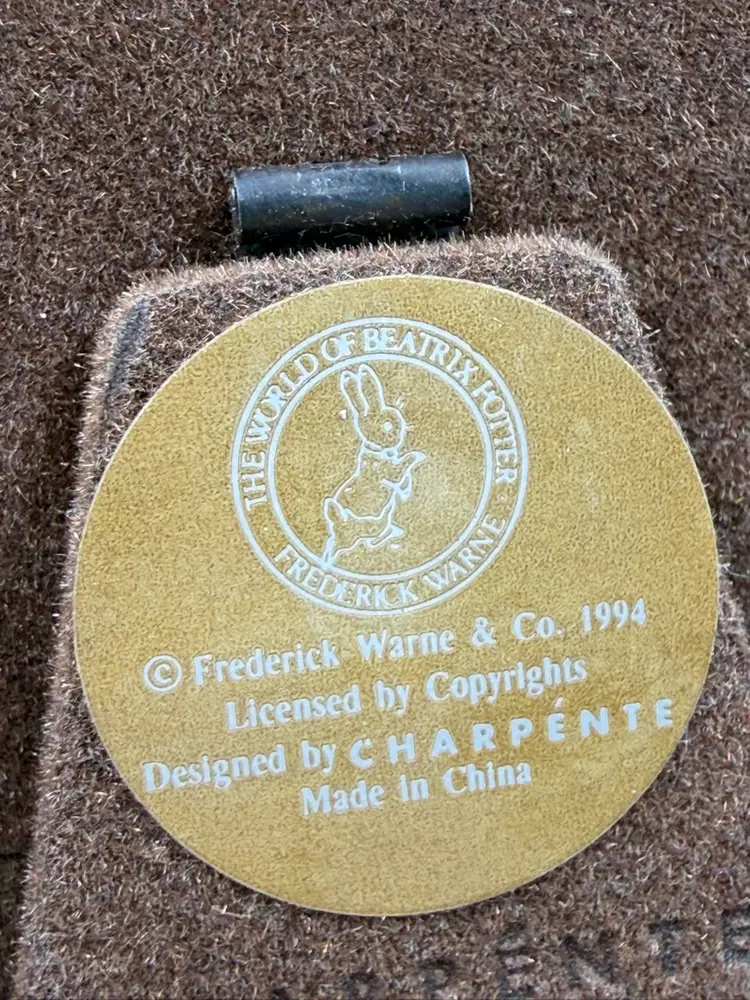 THE WORLD OF BEATRIX POTTER
· FREDERICK WARNE ·
© Frederick Warne & Co. 1994
Licensed by Copyrights
Designed by CHARPÉNTE
Made in China